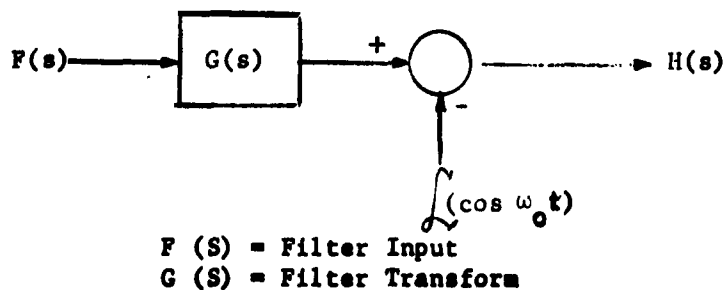 F(s) G(s) + H(s)
-
ℒ(cos ω₀t)
F (S) = Filter Input
G (S) = Filter Transform